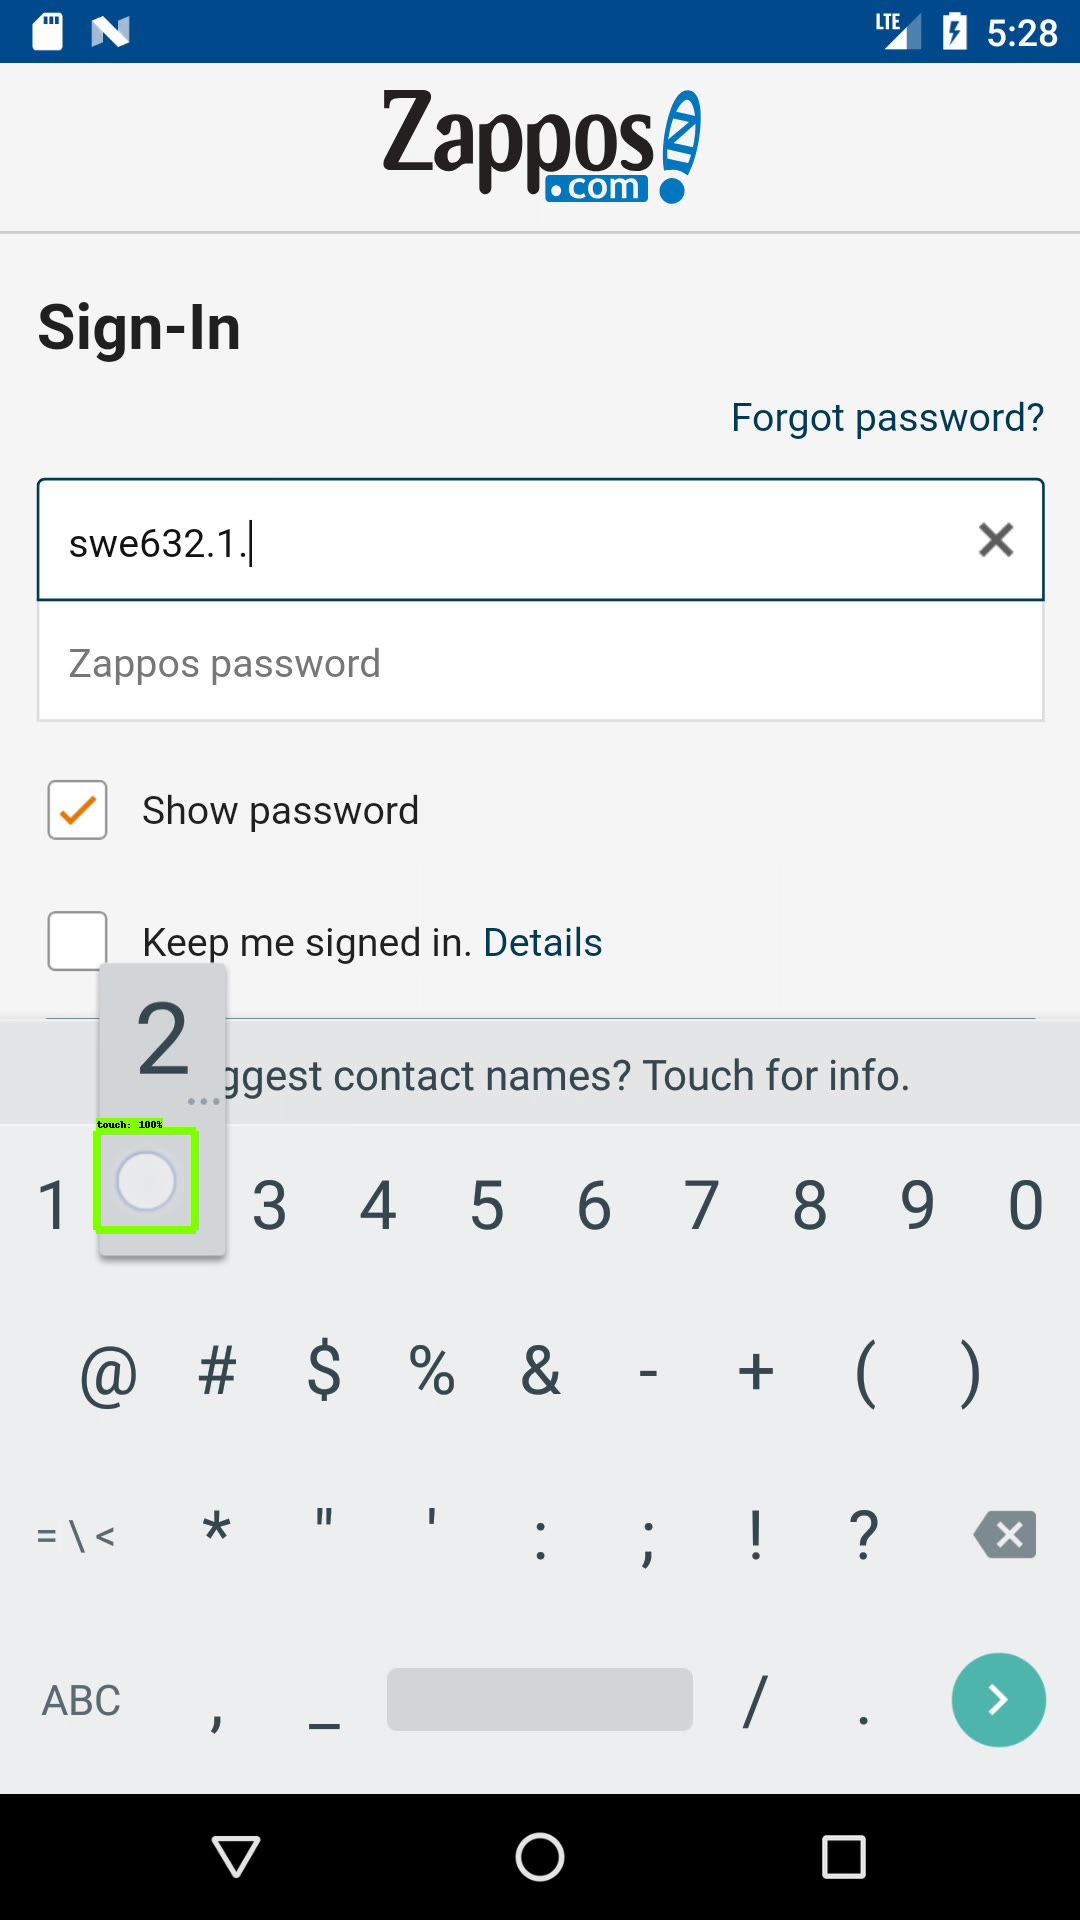 LTE 5:28
Zappos
.com
Sign-In
Forgot password?
swe632.1.
Zappos password
Show password
Keep me signed in. Details
2
ggest contact names? Touch for info.
touch: 100%
1 3 4 5 6 7 8 9 0
@ # $ % & - + ( )
= \ < * " ' : ; ! ?
ABC , _ / .